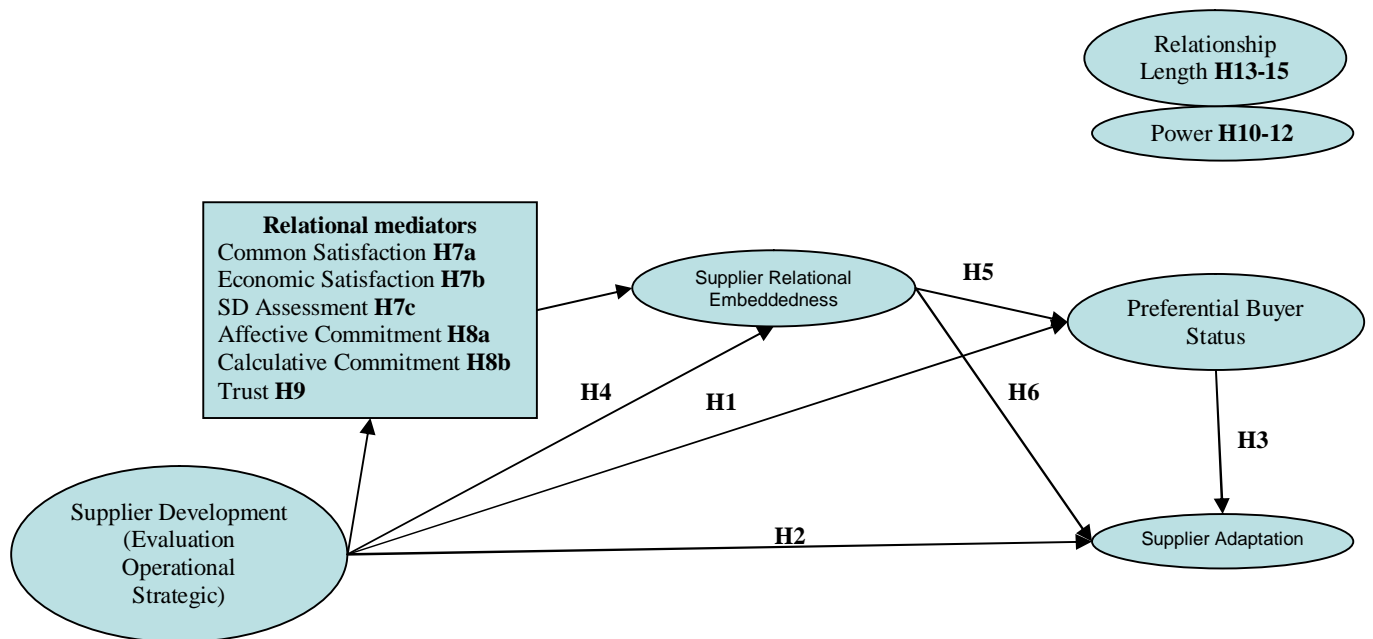 Relationship
Length H13-15
Power H10-12
Relational mediators
Common Satisfaction H7a
Economic Satisfaction H7b
SD Assessment H7c
Affective Commitment H8a
Calculative Commitment H8b
Trust H9
Supplier Relational
Embeddedness
H5
Preferential Buyer
Status
H4
H1
H6
H3
Supplier Development
(Evaluation
Operational
Strategic)
H2
Supplier Adaptation